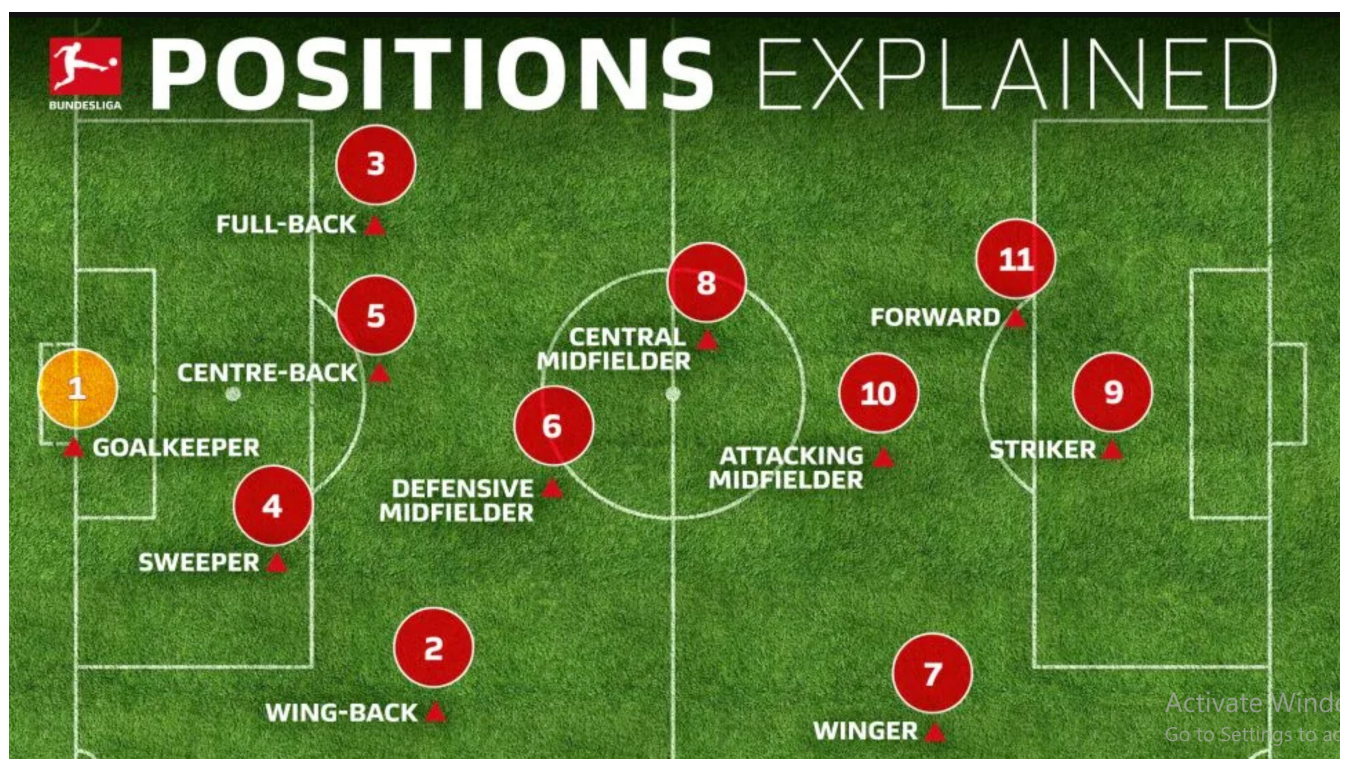 POSITIONS EXPLAINED
BUNDESLIGA
3
FULL-BACK
5
CENTRE-BACK
1
GOALKEEPER
4
SWEEPER
2
WING-BACK
6
DEFENSIVE
MIDFIELDER
8
CENTRAL
MIDFIELDER
10
ATTACKING
MIDFIELDER
11
FORWARD
9
STRIKER
7
WINGER
Activate Windo
Go to Settings to ac